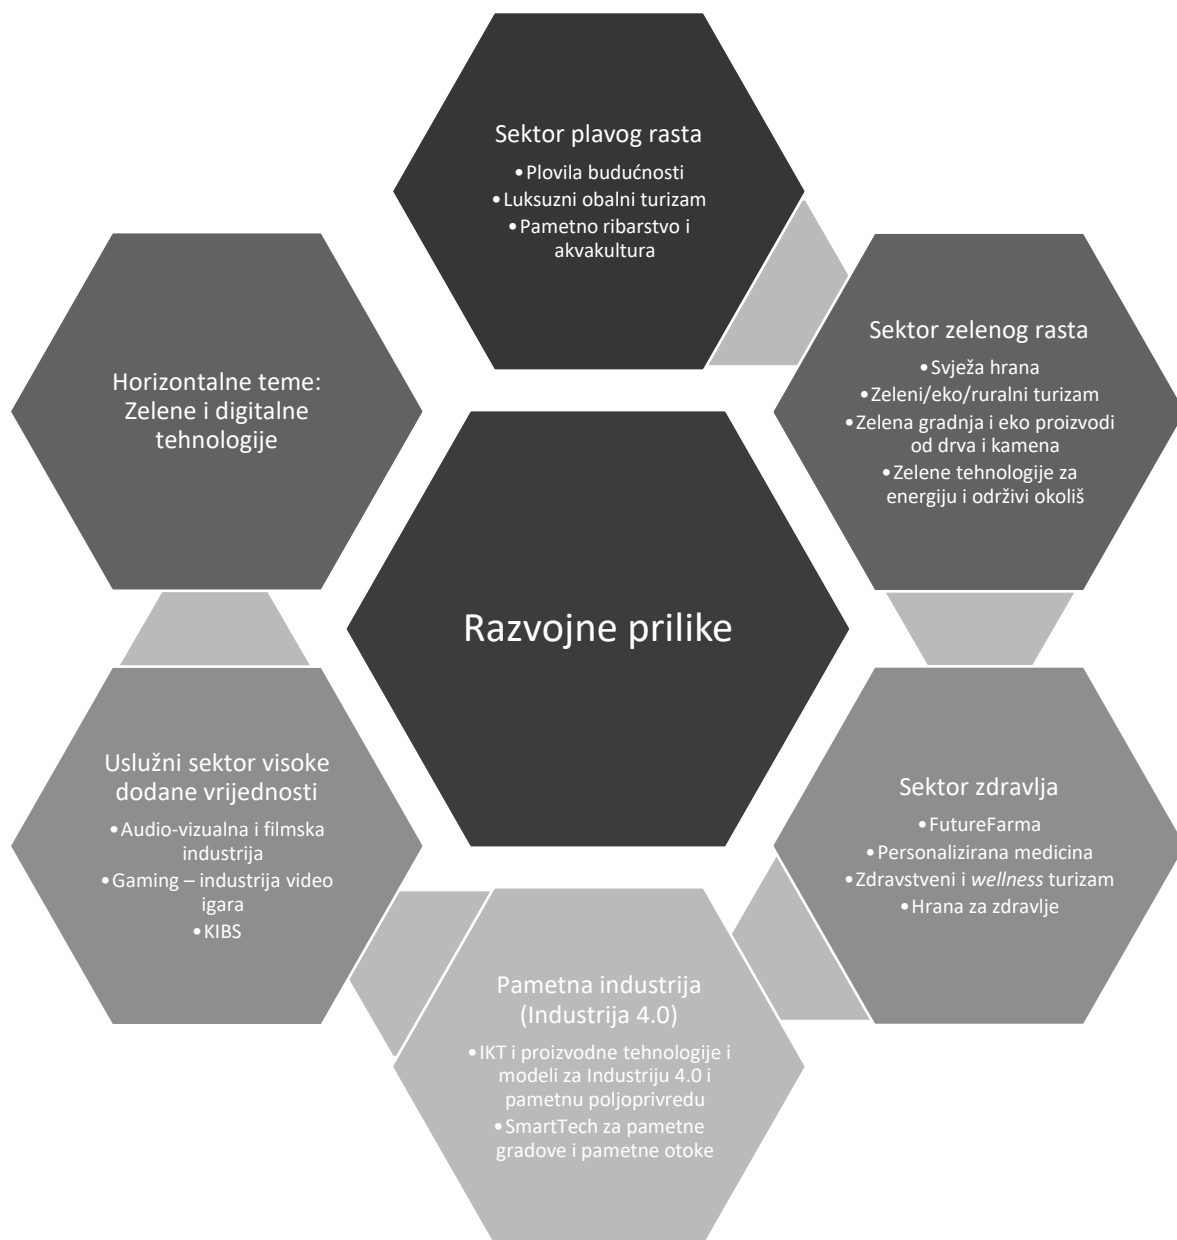 Sektor plavog rasta
•Plovila budućnosti
•Luksuzni obalni turizam
•Pametno ribarstvo i
akvakultura
Sektor zelenog rasta
•Svježa hrana
•Zeleni/eko/ruralni turizam
•Zelena gradnja i eko proizvodi
od drva i kamena
•Zelene tehnologije za
energiju i održivi okoliš
Horizontalne teme:
Zelene i digitalne
tehnologije
Razvojne prilike
Uslužni sektor visoke
dodane vrijednosti
•Audio-vizualna i filmska
industrija
•Gaming – industrija video
igara
•KIBS
Sektor zdravlja
•FutureFarma
•Personalizirana medicina
•Zdravstveni i wellness turizam
•Hrana za zdravlje
Pametna industrija
(Industrija 4.0)
•IKT i proizvodne tehnologije i
modeli za Industriju 4.0 i
pametnu poljoprivredu
•SmartTech za pametne
gradove i pametne otoke